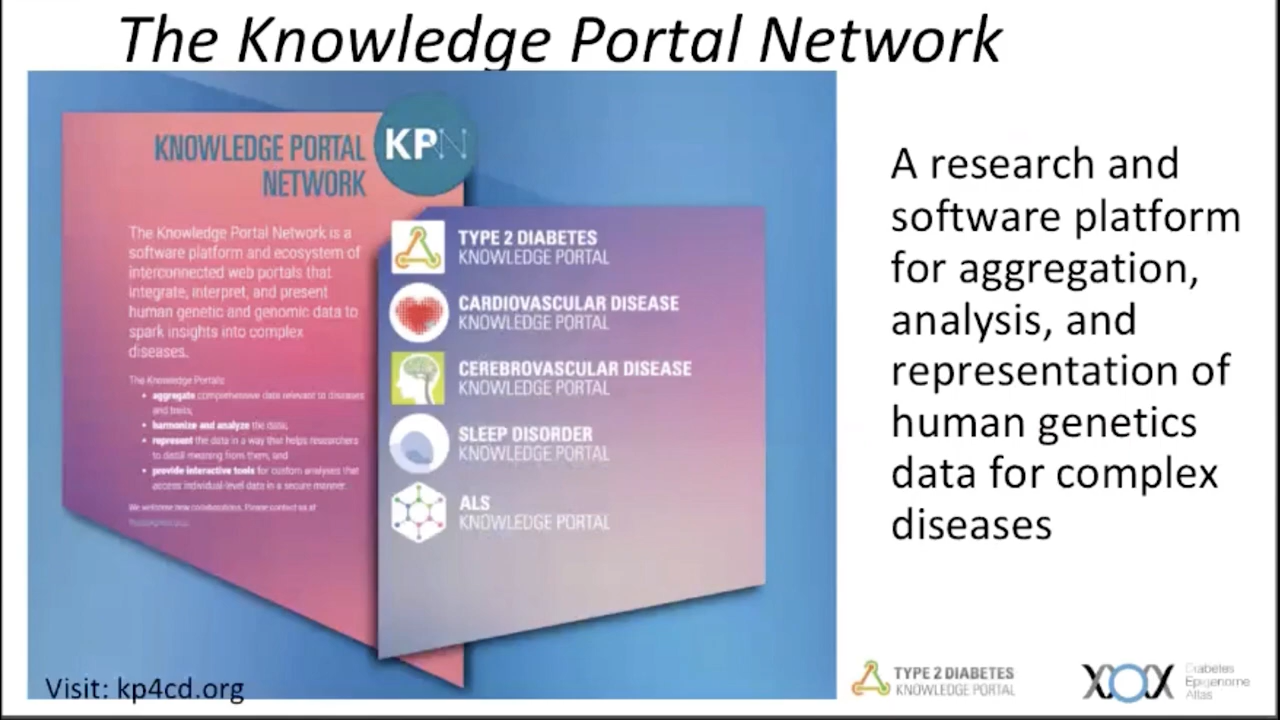 The Knowledge Portal Network
KNOWLEDGE PORTAL
NETWORK
KPN
The Knowledge Portal Network is a
software platform and ecosystem of
interconnected web portals that
integrate, interpret, and present
human genetic and genomic data to
spark insights into complex
diseases.
The Knowledge Portals:
• aggregate comprehensive data relevant to diseases
and traits,
• harmonize and analyze the data,
• represent the data in a way that helps researchers
to distill meaning from them, and
• provide interactive tools for custom analyses that
access individual-level data in a secure manner.
We welcome new collaborations. Please contact us at
TYPE 2 DIABETES
KNOWLEDGE PORTAL
CARDIOVASCULAR DISEASE
KNOWLEDGE PORTAL
CEREBROVASCULAR DISEASE
KNOWLEDGE PORTAL
SLEEP DISORDER
KNOWLEDGE PORTAL
ALS
KNOWLEDGE PORTAL
Visit: kp4cd.org
A research and
software platform
for aggregation,
analysis, and
representation of
human genetics
data for complex
diseases
TYPE 2 DIABETES
KNOWLEDGE PORTAL
Diabetes
Epigenome
Atlas